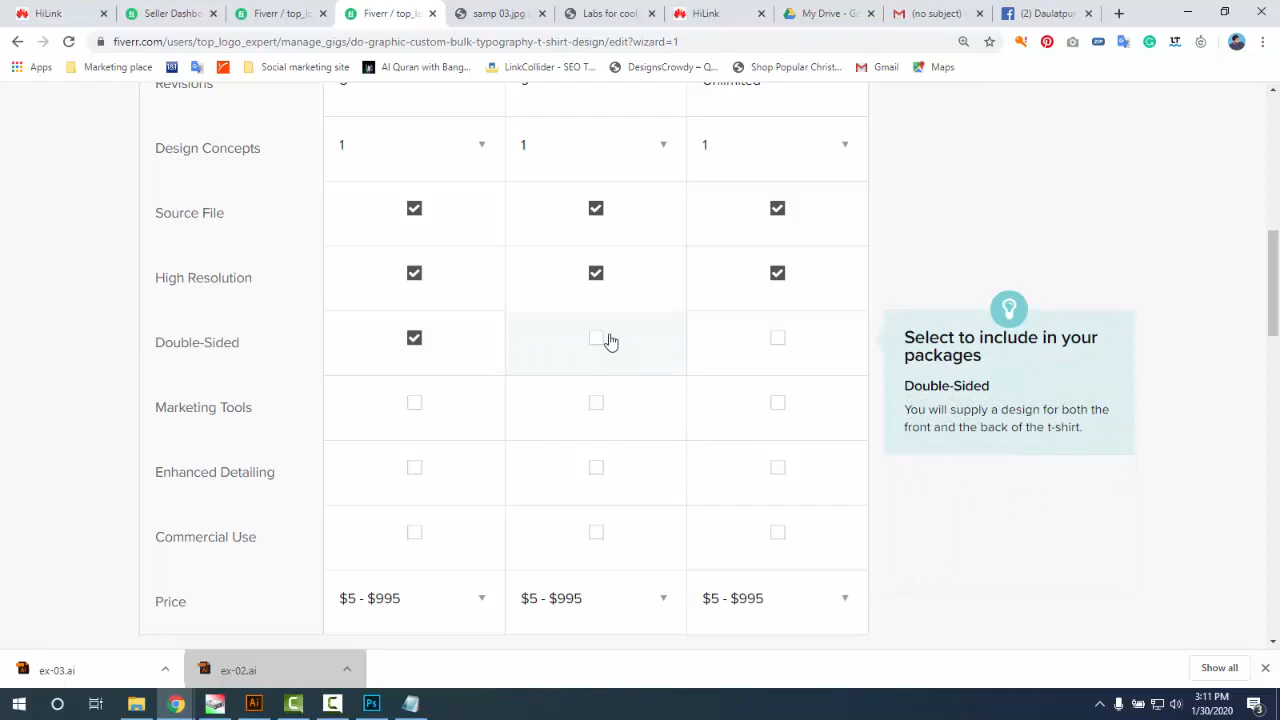 HiLink
Seller Dashbo
Fiverr / top_lo
Fiverr / top_lo
samp 03.jpg
Labs for cool
HiLink
My Drive - Go
(no subject)
(2) Daulatpur
fiverr.com/users/top_logo_expert/manage_gigs/do-graphic-custom-bulk-typography-t-shirt-design/edit?wizard=1
Apps
Marketing place
Social marketing site
Al Quran with Bang...
LinkCollider - SEO T...
DesignsCrowdy – Q...
Shop Popular Christ...
Gmail
Maps
Revisions
Unlimited
Design Concepts
1
1
1
Source File
High Resolution
Double-Sided
Marketing Tools
Enhanced Detailing
Commercial Use
Price
$5 - $995
$5 - $995
$5 - $995
Select to include in your
packages
Double-Sided
You will supply a design for both the
front and the back of the t-shirt.
ex-03.ai
ex-02.ai
Show all
3:11 PM
1/30/2020